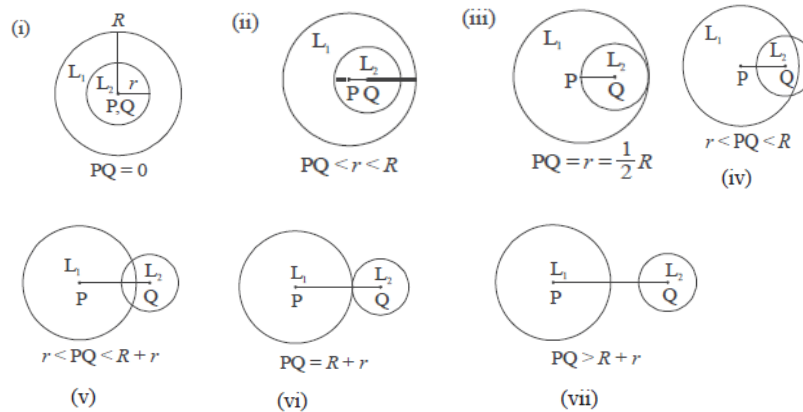 (i)
R
L₁
L₂
r
P,Q
PQ = 0
(ii)
L₁
L₂
P Q
PQ < r < R
(iii)
L₁
L₂
P
Q
PQ = r = \frac{1}{2} R
L₁
L₂
P
Q
r < PQ < R
(iv)
L₁
L₂
P
Q
r < PQ < R + r
(v)
L₁
L₂
P
Q
PQ = R + r
(vi)
L₁
L₂
P
Q
PQ > R + r
(vii)